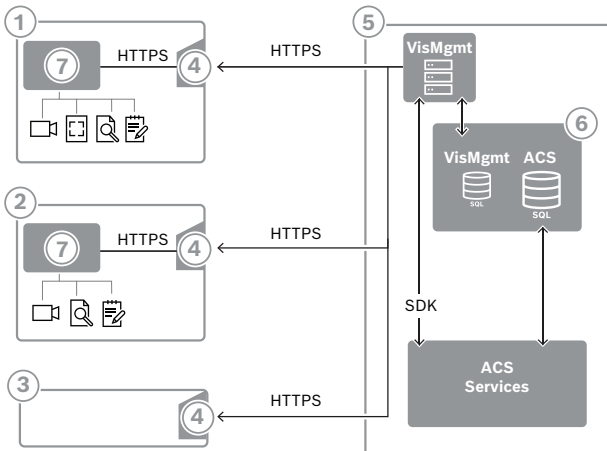 1
5
VisMgmt
HTTPS
HTTPS
7
4
6
VisMgmt ACS
SQL
SQL
2
HTTPS
HTTPS
7
4
SDK
3
HTTPS
4
ACS
Services